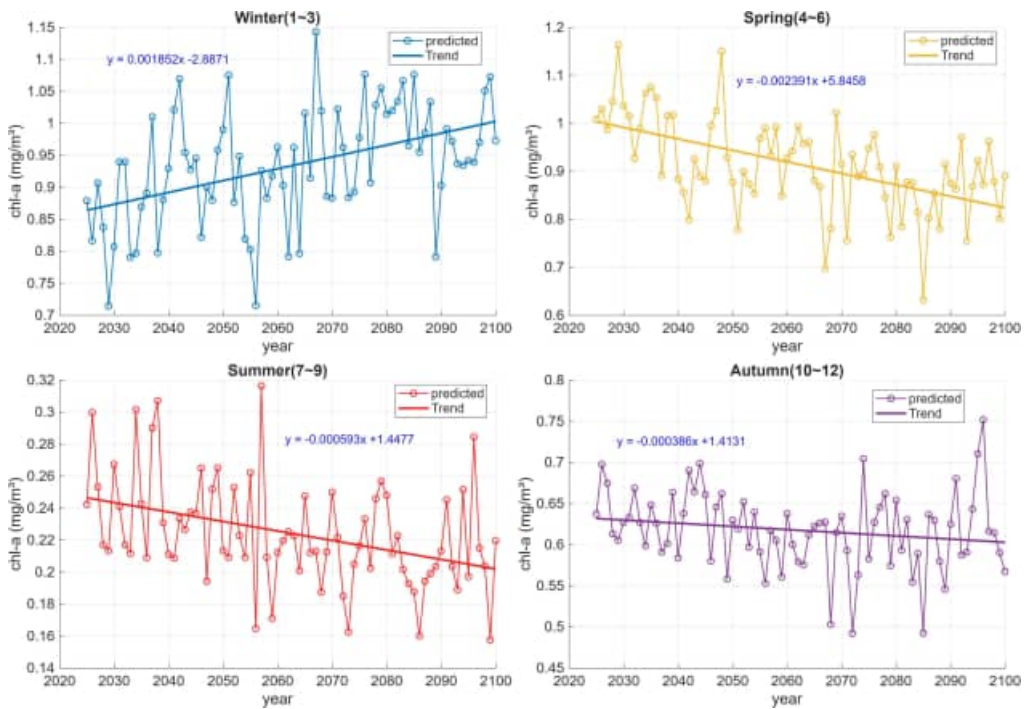 Winter(1~3)
1.15
1.1
1.05
1
0.95
0.9
0.85
0.8
0.75
0.7
chl-a (mg/m³)
y = 0.001852x -2.8871
predicted
Trend
2020 2030 2040 2050 2060 2070 2080 2090 2100
year
Spring(4~6)
1.2
1.1
1
0.9
0.8
0.7
0.6
chl-a (mg/m³)
y = -0.002391x +5.8458
predicted
Trend
2020 2030 2040 2050 2060 2070 2080 2090 2100
year
Summer(7~9)
0.32
0.3
0.28
0.26
0.24
0.22
0.2
0.18
0.16
0.14
chl-a (mg/m³)
y = -0.000593x +1.4477
predicted
Trend
2020 2030 2040 2050 2060 2070 2080 2090 2100
year
Autumn(10~12)
0.8
0.75
0.7
0.65
0.6
0.55
0.5
0.45
chl-a (mg/m³)
y = -0.000386x +1.4131
predicted
Trend
2020 2030 2040 2050 2060 2070 2080 2090 2100
year